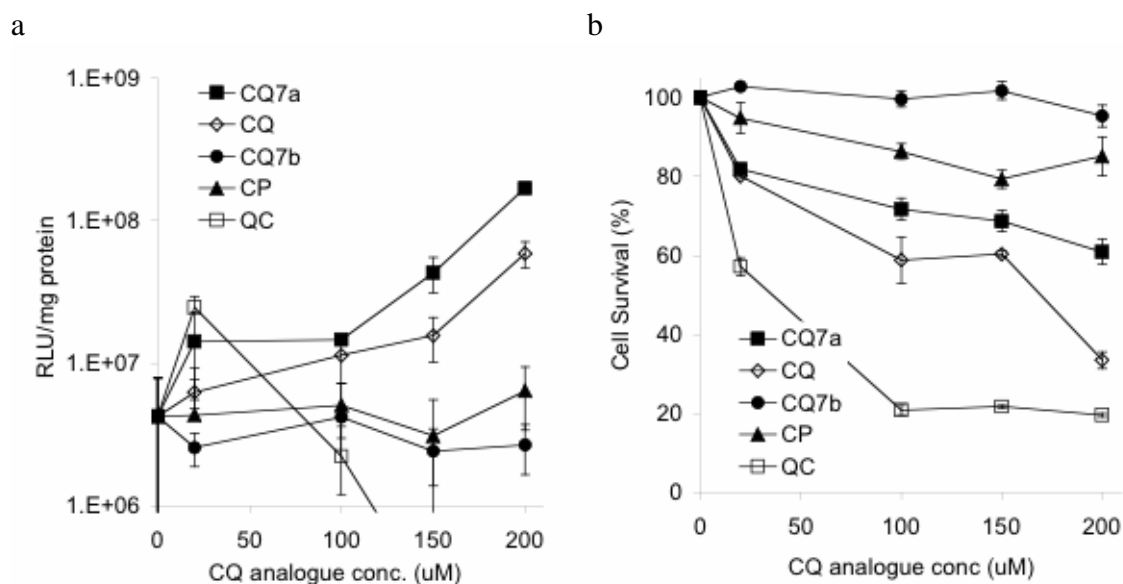 a
1.E+09
1.E+08
1.E+07
1.E+06
RLU/mg protein
CQ7a
CQ
CQ7b
CP
QC
0 50 100 150 200
CQ analogue conc. (uM)
b
100
80
60
40
20
0
Cell Survival (%)
CQ7a
CQ
CQ7b
CP
QC
0 50 100 150 200
CQ analogue conc (uM)